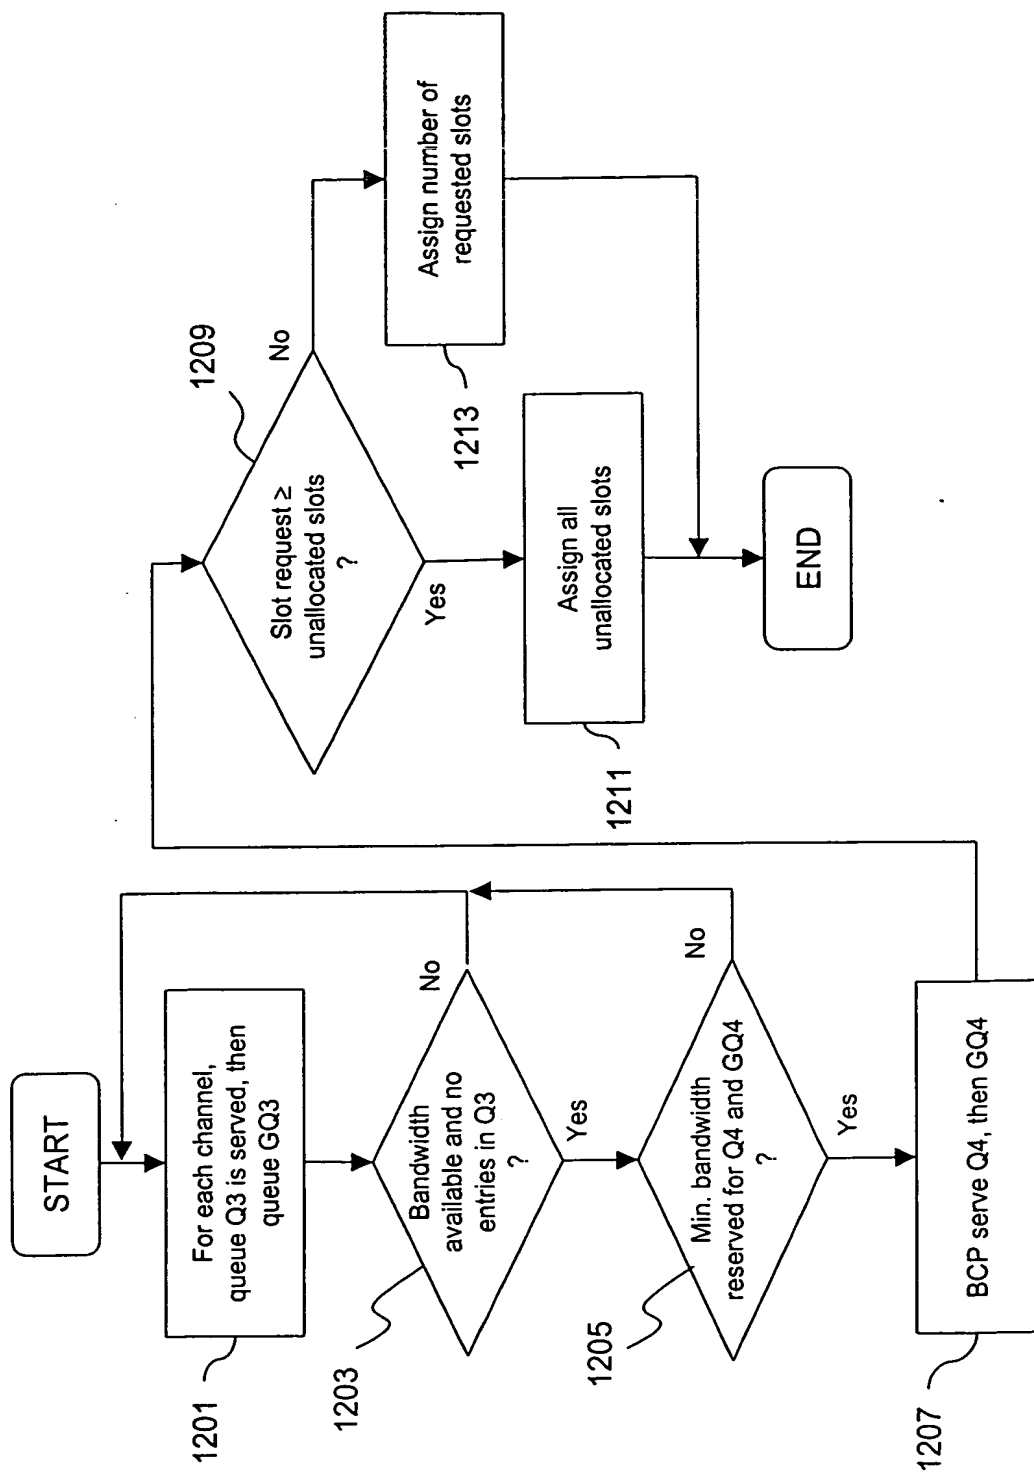 START
For each channel,
queue Q3 is served, then
queue GQ3
1201
Bandwidth
available and no
entries in Q3
?
1203
No
Yes
Min. bandwidth
reserved for Q4 and GQ4
?
1205
No
Yes
BCP serve Q4, then GQ4
1207
Slot request ≥
unallocated slots
?
1209
No
Yes
Assign number of
requested slots
1213
Assign all
unallocated slots
1211
END